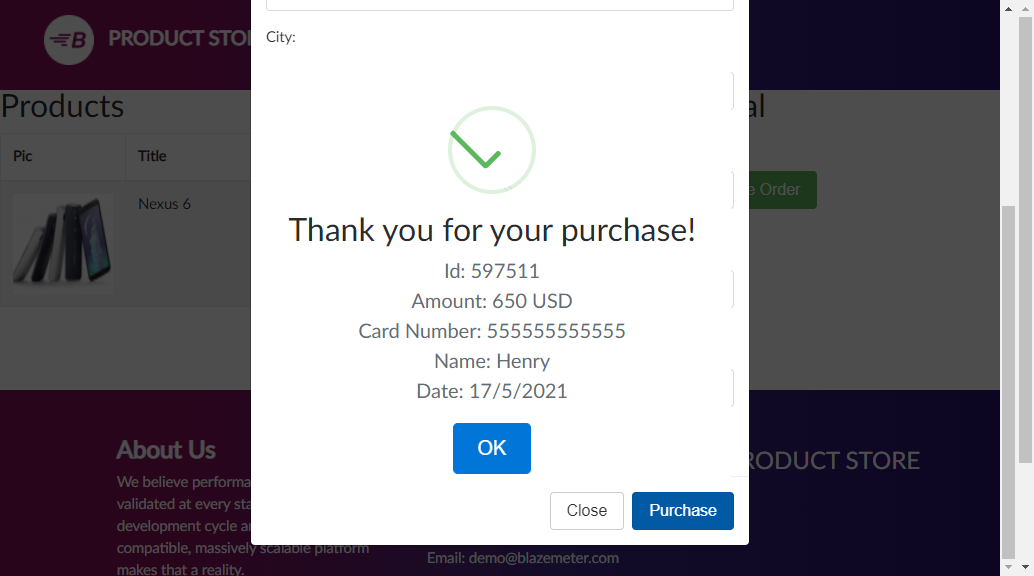 PRODUCT STO
City:
Products
al
Pic
Title
Nexus 6
e Order
Thank you for your purchase!
Id: 597511
Amount: 650 USD
Card Number: 555555555555
Name: Henry
Date: 17/5/2021
OK
Close
Purchase
About Us
We believe performa
validated at every sta
development cycle an
compatible, massively scalable platform
makes that a reality.
RODUCT STORE
Email: demo@blazemeter.com